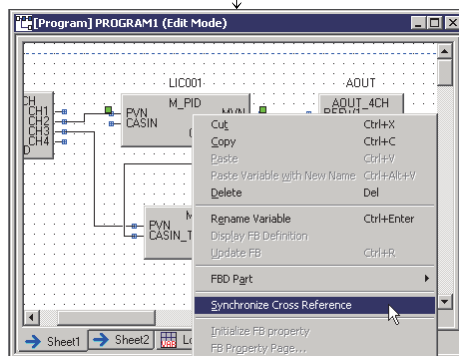 [Program] PROGRAM1 (Edit Mode)
LIC001
AOUT
M_PID
AOUT_4CH
CH1
CH2
CH3
CH4
PVN
CASIN
MVN
Cut Ctrl+X
Copy Ctrl+C
Paste Ctrl+V
Paste Variable with New Name Ctrl+Alt+V
Delete Del
Rename Variable Ctrl+Enter
Display FB Definition
Update FB Ctrl+R
FBD Part
Synchronize Cross Reference
Initialize FB property
FB Property Page...
PVN
CASIN_T
Sheet1
Sheet2